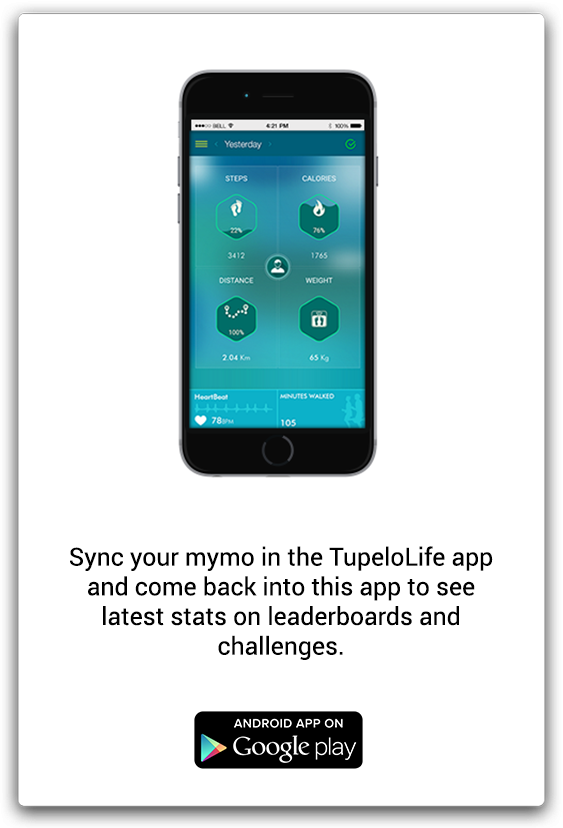 BELL 4:21 PM 100%
Yesterday
STEPS CALORIES
22% 76%
3412 1765
DISTANCE WEIGHT
100%
2.04 Km 65 Kg
HeartBeat MINUTES WALKED
78BPM 105
Sync your mymo in the TupeloLife app
and come back into this app to see
latest stats on leaderboards and
challenges.
ANDROID APP ON
Google play